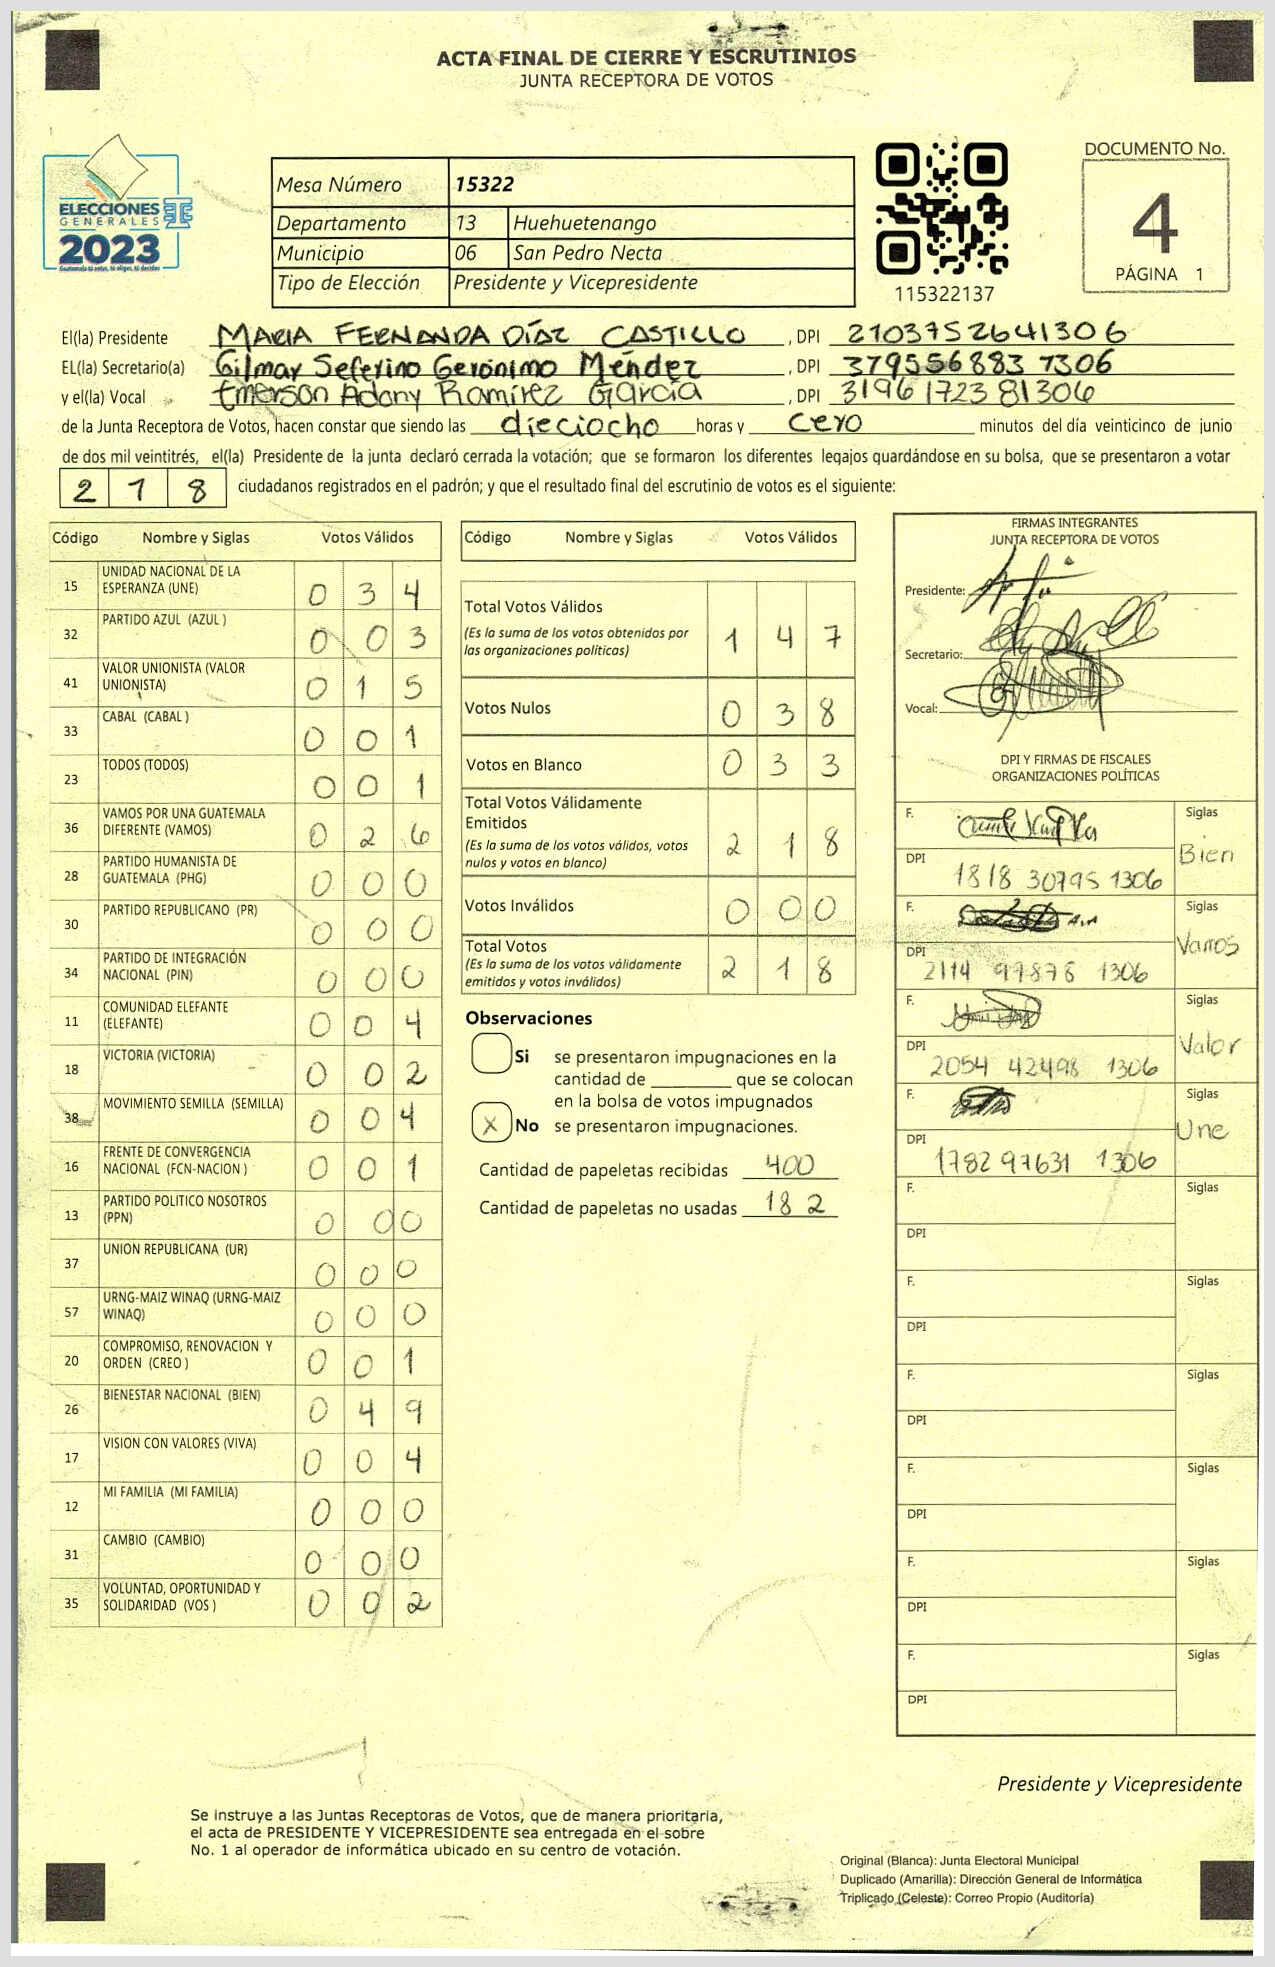 ACTA FINAL DE CIERRE Y ESCRUTINIOS
JUNTA RECEPTORA DE VOTOS
ELECCIONES
GENERALES
2023
TSE
Mesa Número 15322
Departamento 13 Huehuetenango
Municipio 06 San Pedro Necta
Tipo de Elección Presidente y Vicepresidente
115322137
DOCUMENTO No.
4
PÁGINA 1
El(la) Presidente MARIA FERNANDA DÍAZ CASTILLO, DPI 2103752641306
EL(la) Secretario(a) Gilmar Seferino Gerónimo Méndez, DPI 3795568837306
y el(la) Vocal Emerson Adony Ramírez García, DPI 3196172381306
de la Junta Receptora de Votos, hacen constar que siendo las dieciocho horas y cero minutos del día veinticinco de junio
de dos mil veintitrés, el(la) Presidente de la junta declaró cerrada la votación; que se formaron los diferentes legajos guardándose en su bolsa, que se presentaron a votar
218 ciudadanos registrados en el padrón; y que el resultado final del escrutinio de votos es el siguiente:
Código Nombre y Siglas Votos Válidos
15 UNIDAD NACIONAL DE LA ESPERANZA (UNE) 0 3 4
32 PARTIDO AZUL (AZUL ) 0 0 3
41 VALOR UNIONISTA (VALOR UNIONISTA) 0 1 5
33 CABAL (CABAL ) 0 0 1
23 TODOS (TODOS) 0 0 1
36 VAMOS POR UNA GUATEMALA DIFERENTE (VAMOS) 0 2 6
28 PARTIDO HUMANISTA DE GUATEMALA (PHG) 0 0 0
30 PARTIDO REPUBLICANO (PR) 0 0 0
34 PARTIDO DE INTEGRACIÓN NACIONAL (PIN) 0 0 0
11 COMUNIDAD ELEFANTE (ELEFANTE) 0 0 4
18 VICTORIA (VICTORIA) 0 0 2
38 MOVIMIENTO SEMILLA (SEMILLA) 0 0 4
16 FRENTE DE CONVERGENCIA NACIONAL (FCN-NACION ) 0 0 1
13 PARTIDO POLITICO NOSOTROS (PPN) 0 0 0
37 UNION REPUBLICANA (UR) 0 0 0
57 URNG-MAIZ WINAQ (URNG-MAIZ WINAQ) 0 0 0
20 COMPROMISO, RENOVACION Y ORDEN (CREO ) 0 0 1
26 BIENESTAR NACIONAL (BIEN) 0 4 9
17 VISION CON VALORES (VIVA) 0 0 4
12 MI FAMILIA (MI FAMILIA) 0 0 0
31 CAMBIO (CAMBIO) 0 0 0
35 VOLUNTAD, OPORTUNIDAD Y SOLIDARIDAD (VOS ) 0 0 2
Código Nombre y Siglas Votos Válidos
Total Votos Válidos
(Es la suma de los votos obtenidos por
las organizaciones políticas) 1 4 7
Votos Nulos 0 3 8
Votos en Blanco 0 3 3
Total Votos Válidamente
Emitidos
(Es la suma de los votos válidos, votos
nulos y votos en blanco) 2 1 8
Votos Inválidos 0 0 0
Total Votos
(Es la suma de los votos válidamente
emitidos y votos inválidos) 2 1 8
Observaciones
Si se presentaron impugnaciones en la
cantidad de ________ que se colocan
en la bolsa de votos impugnados
X No se presentaron impugnaciones.
Cantidad de papeletas recibidas 400
Cantidad de papeletas no usadas 182
FIRMAS INTEGRANTES
JUNTA RECEPTORA DE VOTOS
Presidente:
Secretario:
Vocal:
DPI Y FIRMAS DE FISCALES
ORGANIZACIONES POLÍTICAS
F. Siglas
Bien
DPI 1818 30795 1306
F. Siglas
Vamos
DPI 2114 97878 1306
F. Siglas
Valor
DPI 2054 42498 1306
F. Siglas
Une
DPI 1782 97631 1306
F. Siglas
DPI
F. Siglas
DPI
F. Siglas
DPI
F. Siglas
DPI
F. Siglas
DPI
F. Siglas
DPI
Presidente y Vicepresidente
Se instruye a las Juntas Receptoras de Votos, que de manera prioritaria,
el acta de PRESIDENTE Y VICEPRESIDENTE sea entregada en el sobre
No. 1 al operador de informática ubicado en su centro de votación.
Original (Blanca): Junta Electoral Municipal
Duplicado (Amarilla): Dirección General de Informática
Triplicado (Celeste): Correo Propio (Auditoría)